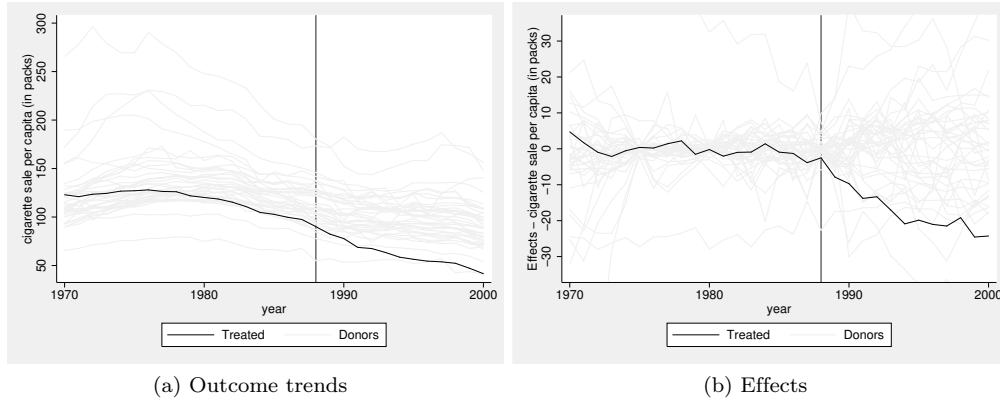 300
250
200
150
100
50
cigarette sale per capita (in packs)
1970
1980
1990
2000
year
Treated
Donors
(a) Outcome trends
30
20
10
0
−10
−20
−30
Effects − cigarette sale per capita (in packs)
1970
1980
1990
2000
year
Treated
Donors
(b) Effects